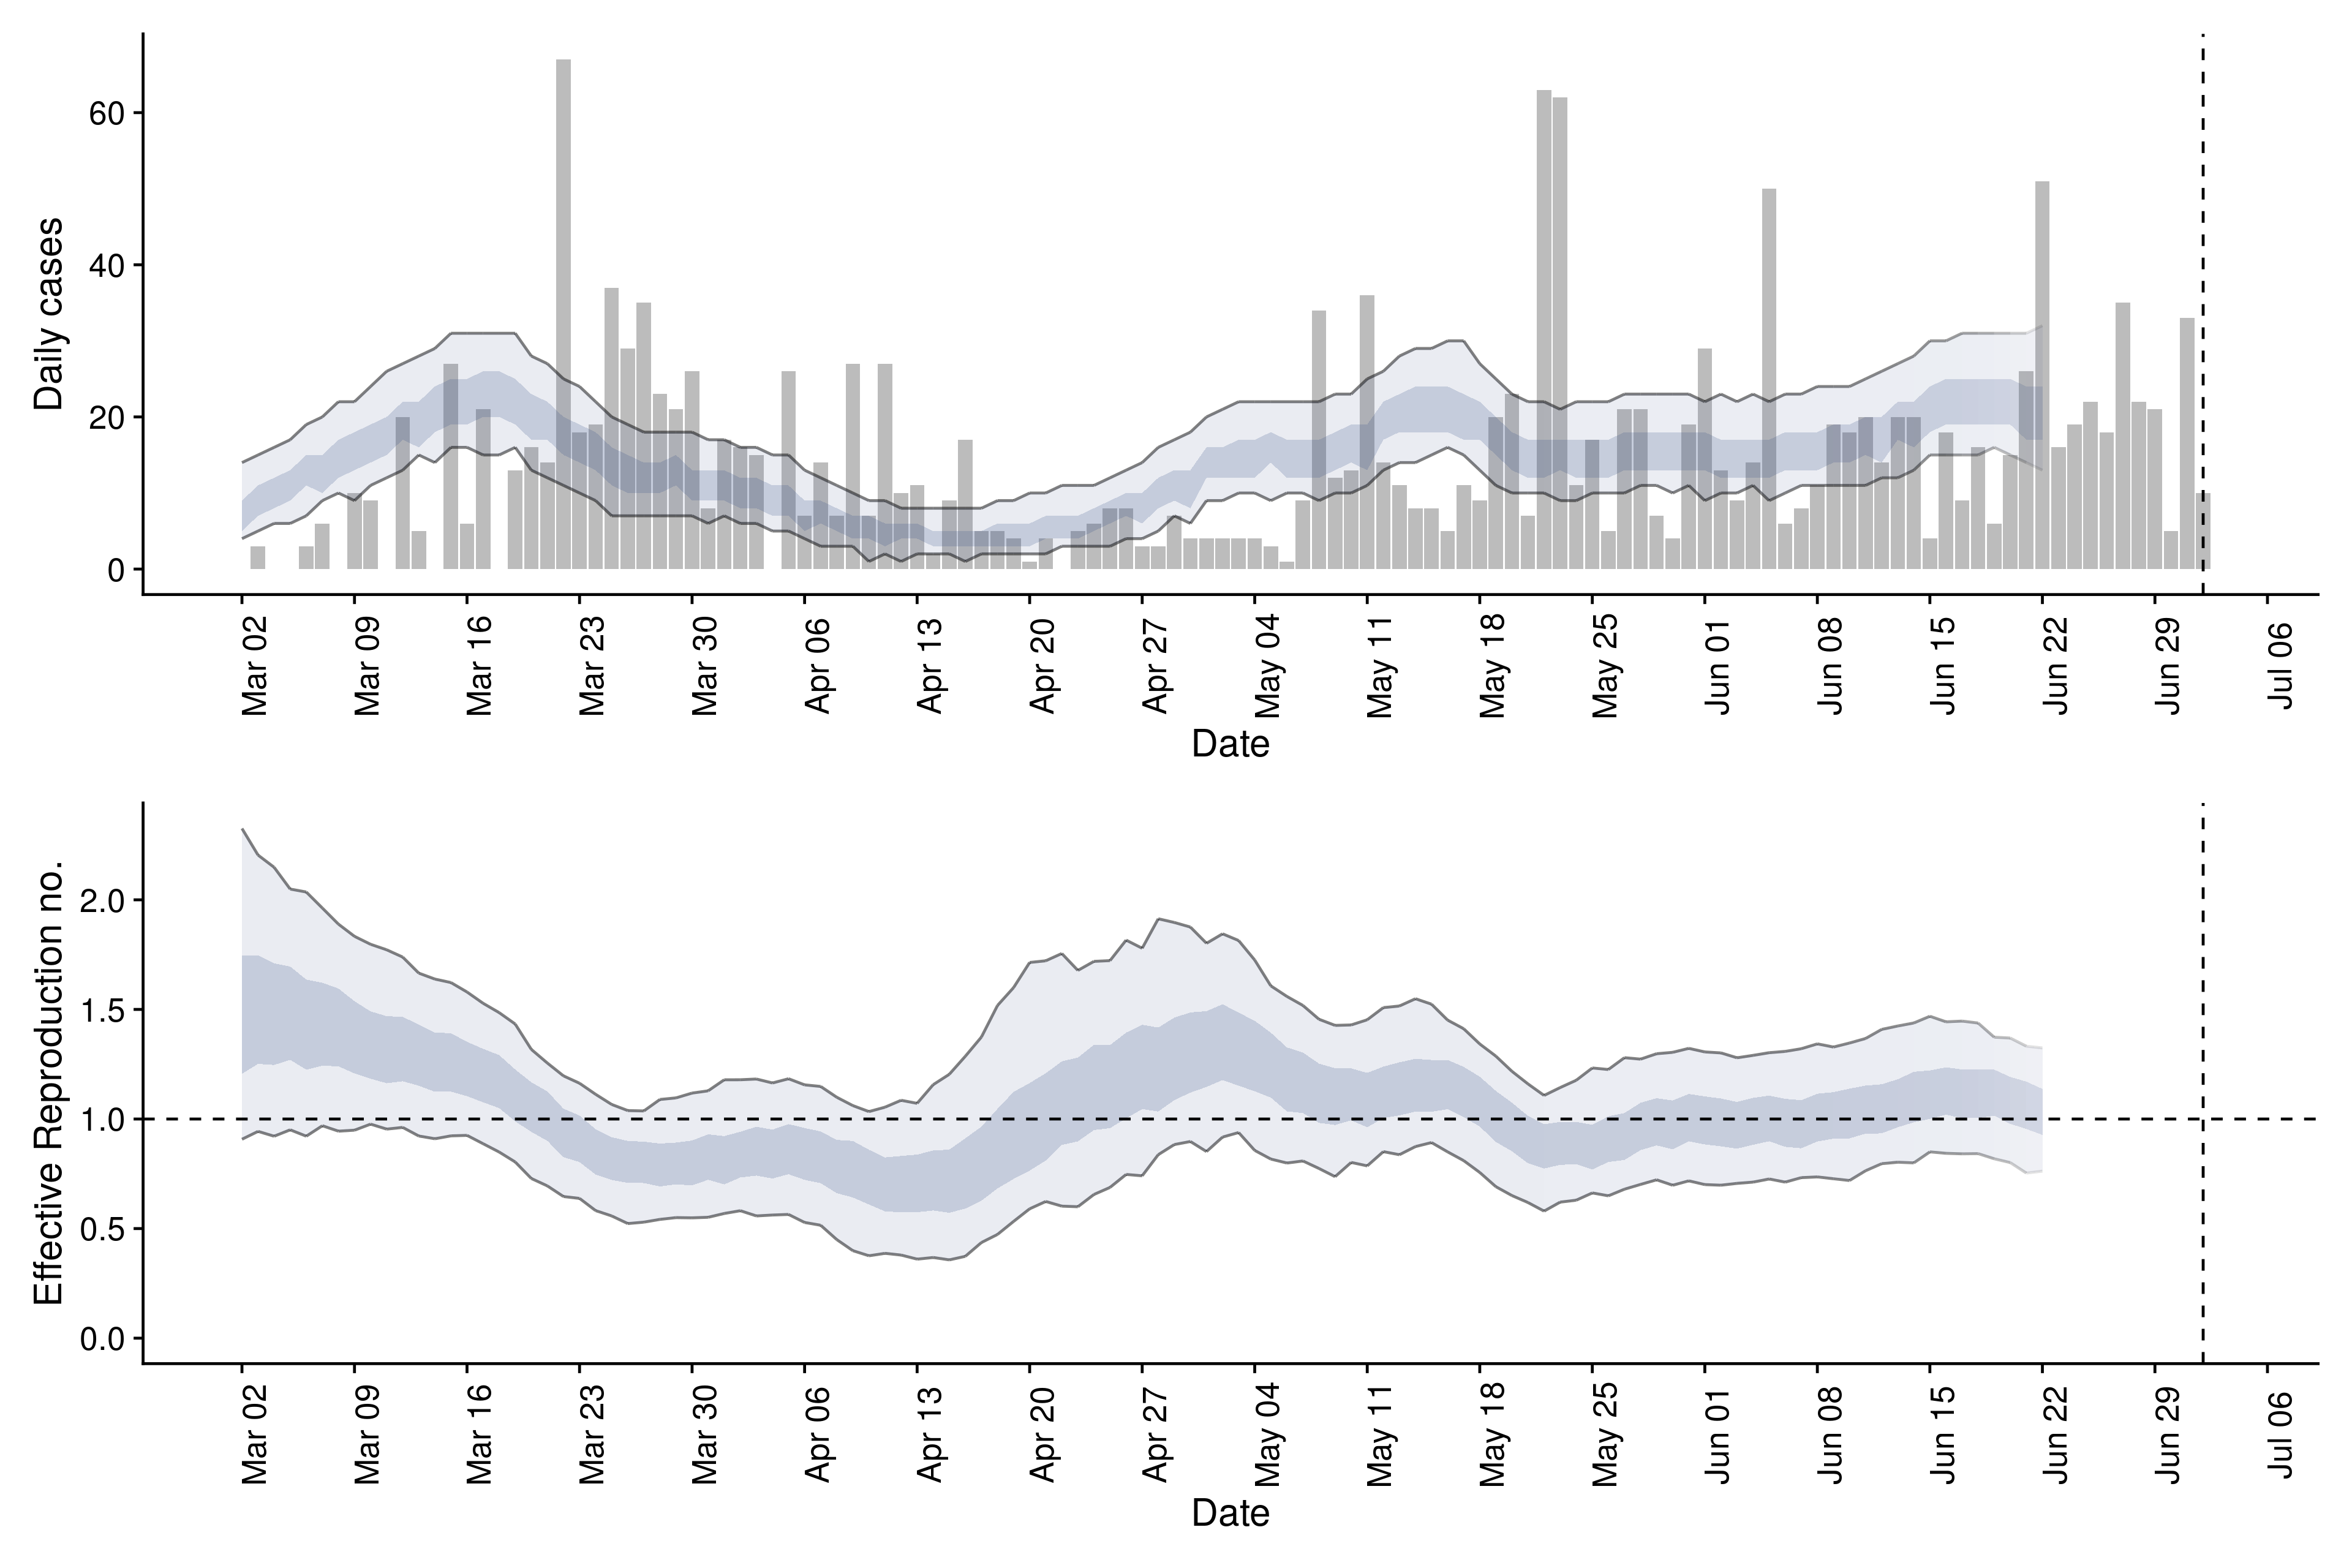 Daily cases
60
40
20
0
Mar 02
Mar 09
Mar 16
Mar 23
Mar 30
Apr 06
Apr 13
Apr 20
Apr 27
May 04
May 11
May 18
May 25
Jun 01
Jun 08
Jun 15
Jun 22
Jun 29
Jul 06
Date
Effective Reproduction no.
2.0
1.5
1.0
0.5
0.0
Mar 02
Mar 09
Mar 16
Mar 23
Mar 30
Apr 06
Apr 13
Apr 20
Apr 27
May 04
May 11
May 18
May 25
Jun 01
Jun 08
Jun 15
Jun 22
Jun 29
Jul 06
Date